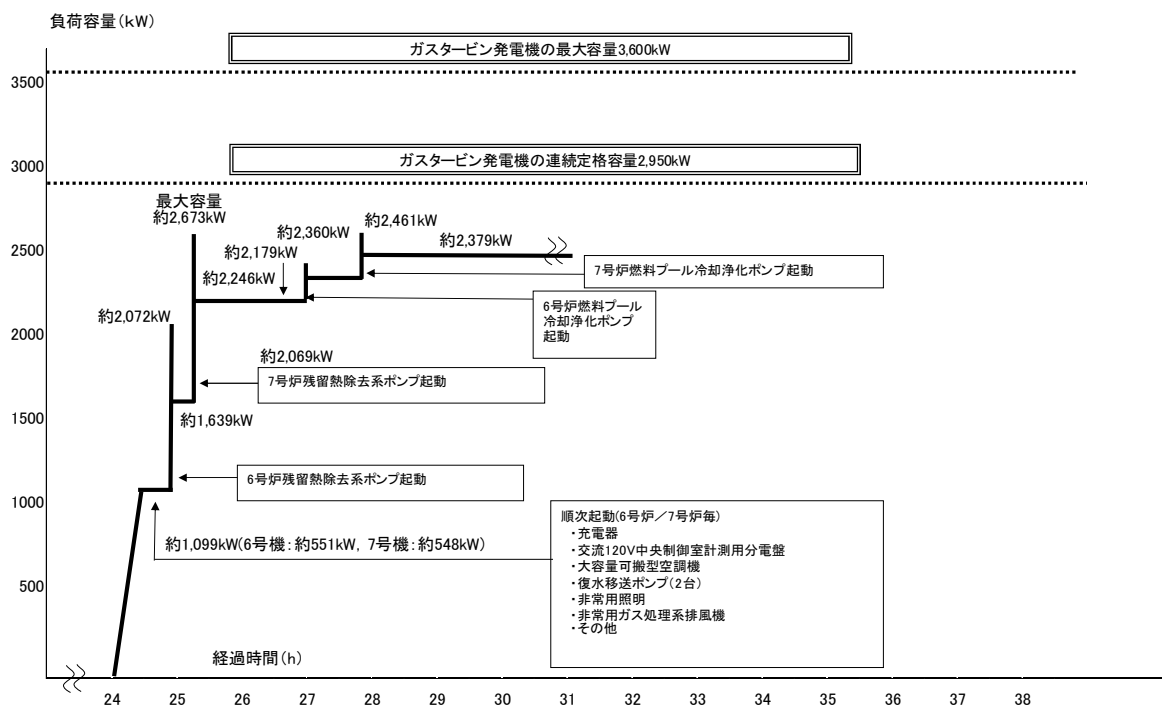 負荷容量(kW)
ガスタービン発電機の最大容量3,600kW
3500
ガスタービン発電機の連続定格容量2,950kW
3000
最大容量
約2,673kW
約2,461kW
約2,360kW
約2,379kW
2500
約2,179kW
約2,246kW
7号炉燃料プール冷却浄化ポンプ起動
6号炉燃料プール
冷却浄化ポンプ
起動
約2,072kW
2000
約2,069kW
7号炉残留熱除去系ポンプ起動
1500
約1,639kW
6号炉残留熱除去系ポンプ起動
1000
順次起動(6号炉/7号炉毎)
・充電器
・交流120V中央制御室計測用分電盤
・大容量可搬型空調機
・復水移送ポンプ(2台)
・非常用照明
・非常用ガス処理系排風機
・その他
約1,099kW(6号機:約551kW, 7号機:約548kW)
500
経過時間(h)
24 25 26 27 28 29 30 31 32 33 34 35 36 37 38